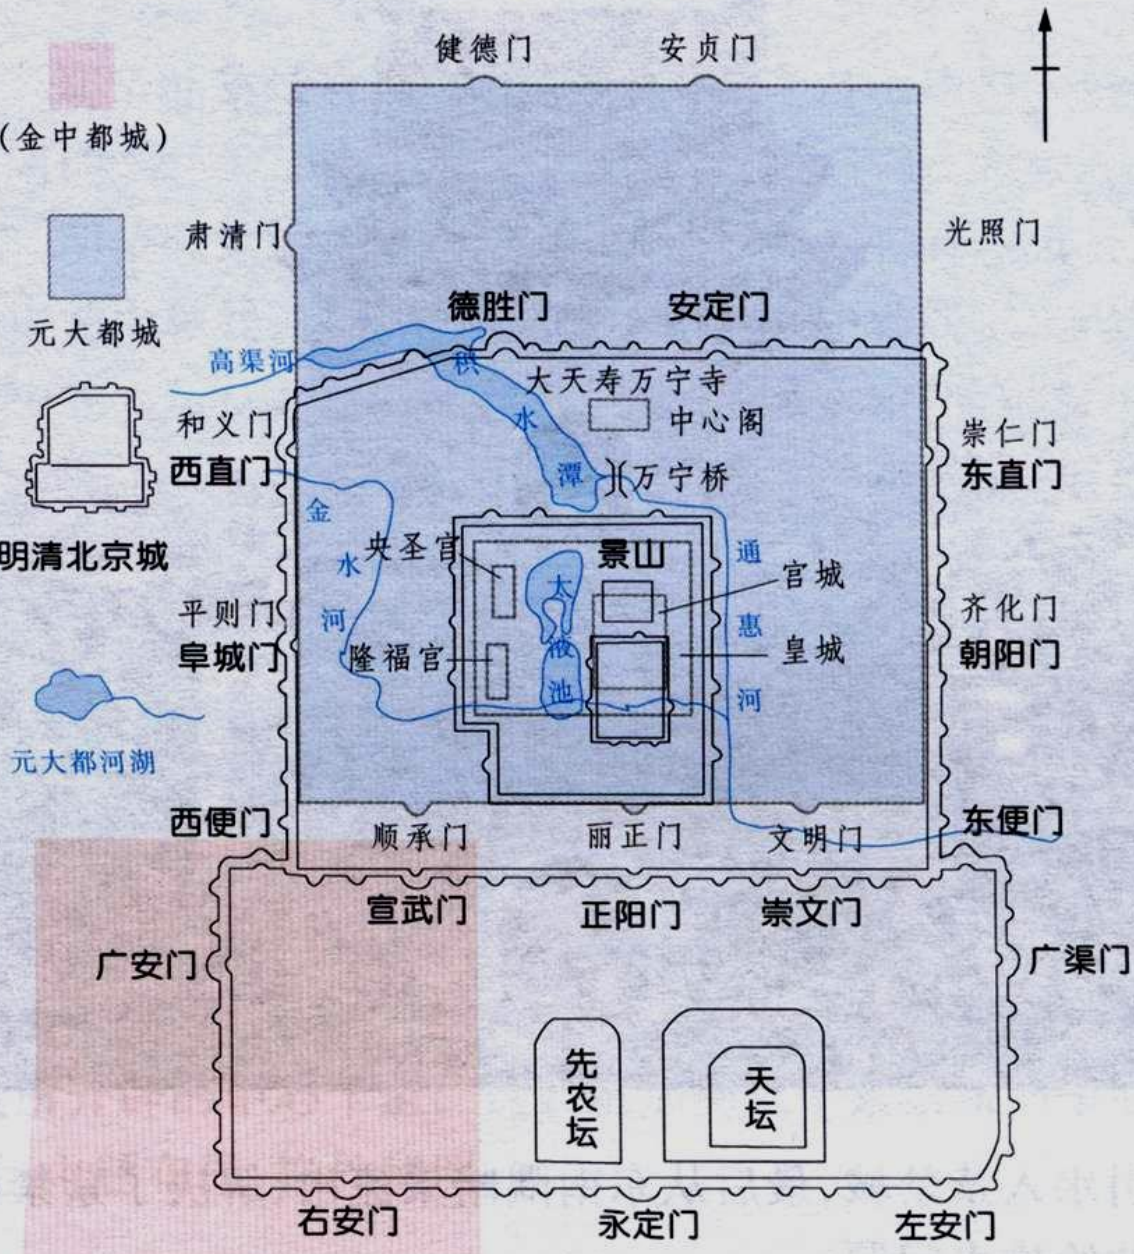 健德门
安贞门
(金中都城)
肃清门
光照门
元大都城
德胜门
安定门
高渠河
积
水
潭
大天寿万宁寺
中心阁
万宁桥
和义门
西直门
崇仁门
东直门
金
水
河
明清北京城
央圣宫
景山
太
液
池
通
惠
河
宫城
皇城
平则门
阜城门
隆福宫
齐化门
朝阳门
元大都河湖
西便门
东便门
顺承门
丽正门
文明门
宣武门
正阳门
崇文门
广安门
广渠门
先
农
坛
天
坛
右安门
永定门
左安门